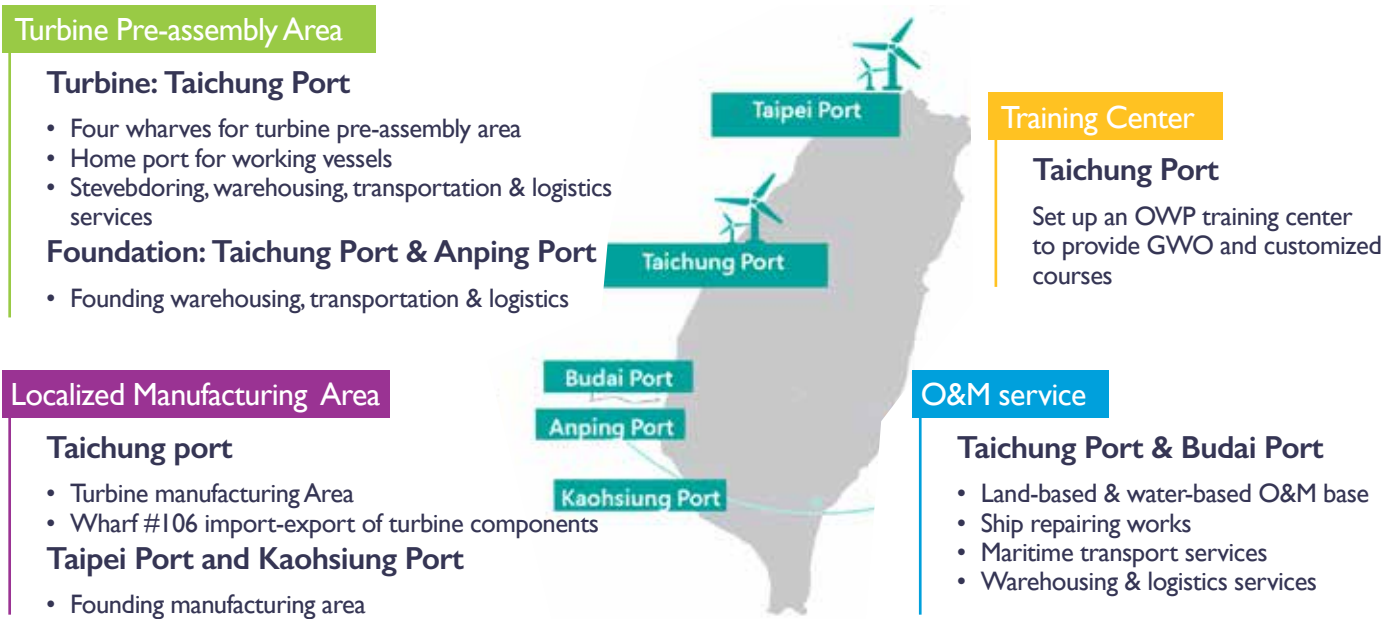 Turbine Pre-assembly Area
Turbine: Taichung Port
• Four wharves for turbine pre-assembly area
• Home port for working vessels
• Stevebdoring, warehousing, transportation & logistics
services
Foundation: Taichung Port & Anping Port
• Founding warehousing, transportation & logistics
Localized Manufacturing Area
Taichung port
• Turbine manufacturing Area
• Wharf #106 import-export of turbine components
Taipei Port and Kaohsiung Port
• Founding manufacturing area
Taipei Port
Taichung Port
Budai Port
Anping Port
Kaohsiung Port
Training Center
Taichung Port
Set up an OWP training center
to provide GWO and customized
courses
O&M service
Taichung Port & Budai Port
• Land-based & water-based O&M base
• Ship repairing works
• Maritime transport services
• Warehousing & logistics services